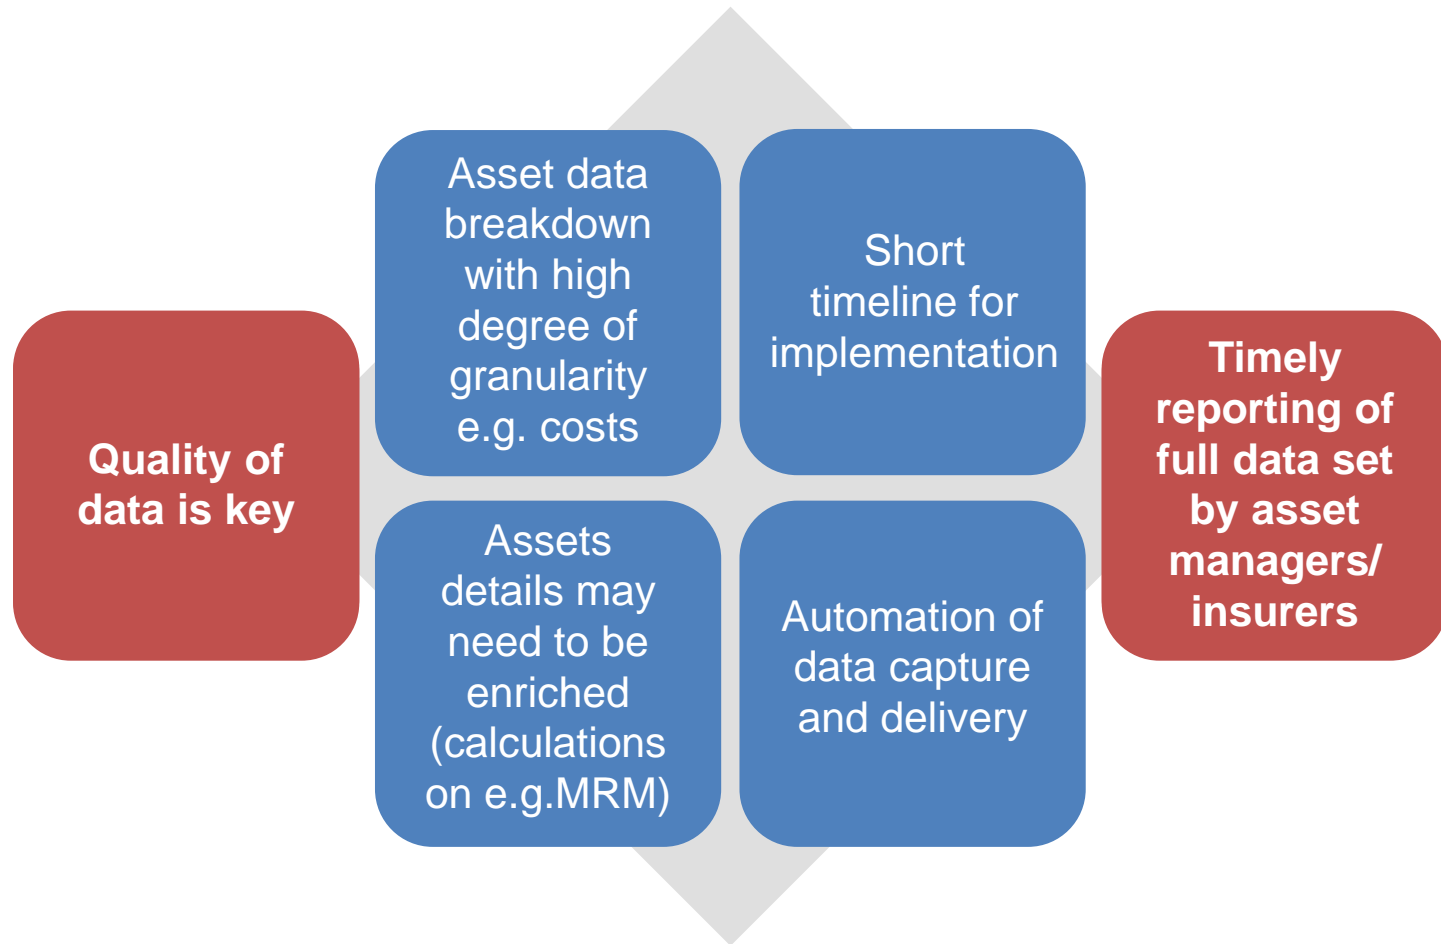 Asset data
breakdown
with high
degree of
granularity
e.g. costs
Short
timeline for
implementation
Quality of
data is key
Timely
reporting of
full data set
by asset
managers/
insurers
Assets
details may
need to be
enriched
(calculations
on e.g.MRM)
Automation of
data capture
and delivery